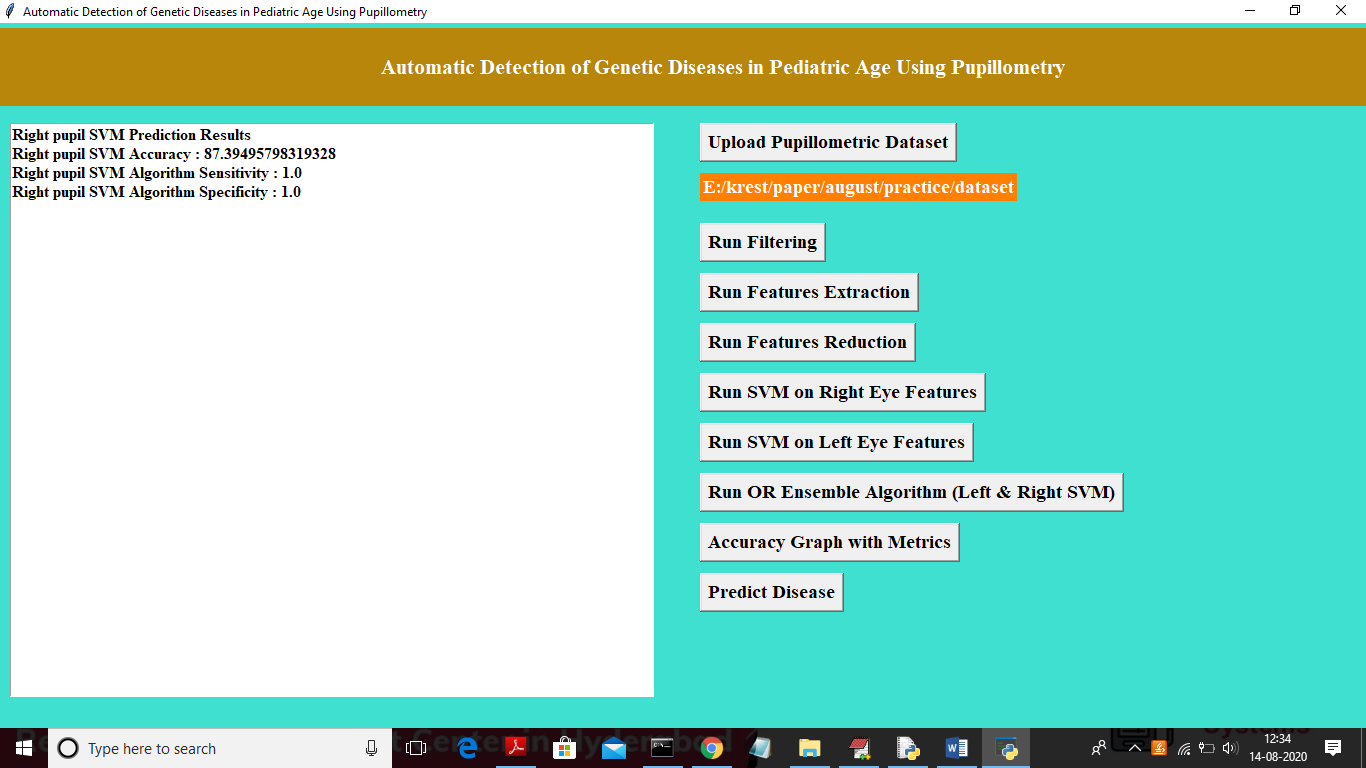 Automatic Detection of Genetic Diseases in Pediatric Age Using Pupillometry
Automatic Detection of Genetic Diseases in Pediatric Age Using Pupillometry
Right pupil SVM Prediction Results
Right pupil SVM Accuracy : 87.39495798319328
Right pupil SVM Algorithm Sensitivity : 1.0
Right pupil SVM Algorithm Specificity : 1.0
Upload Pupillometric Dataset
E:/krest/paper/august/practice/dataset
Run Filtering
Run Features Extraction
Run Features Reduction
Run SVM on Right Eye Features
Run SVM on Left Eye Features
Run OR Ensemble Algorithm (Left & Right SVM)
Accuracy Graph with Metrics
Predict Disease
Type here to search
12:34
14-08-2020